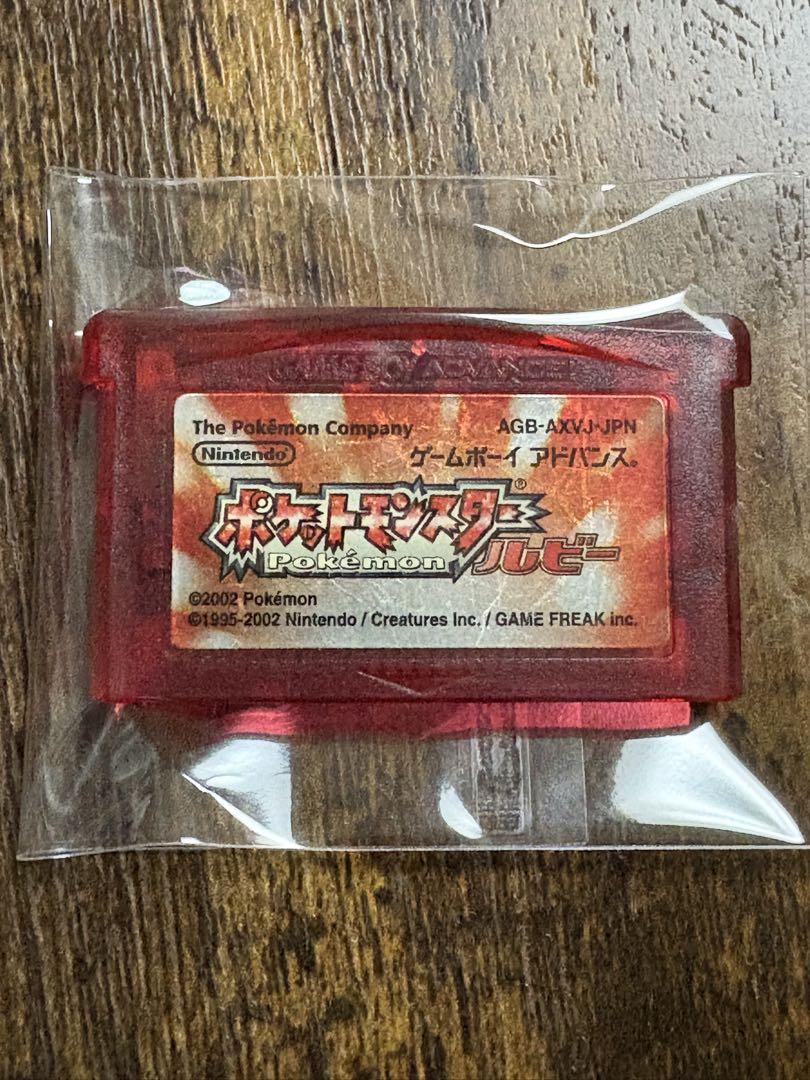 GAME BOY ADVANCE
The Pokémon Company
AGB-AXVJ-JPN
Nintendo
ゲームボーイ アドバンス®
ポケットモンスター®
Pokémon ルビー
©2002 Pokémon
©1995-2002 Nintendo / Creatures Inc. / GAME FREAK inc.